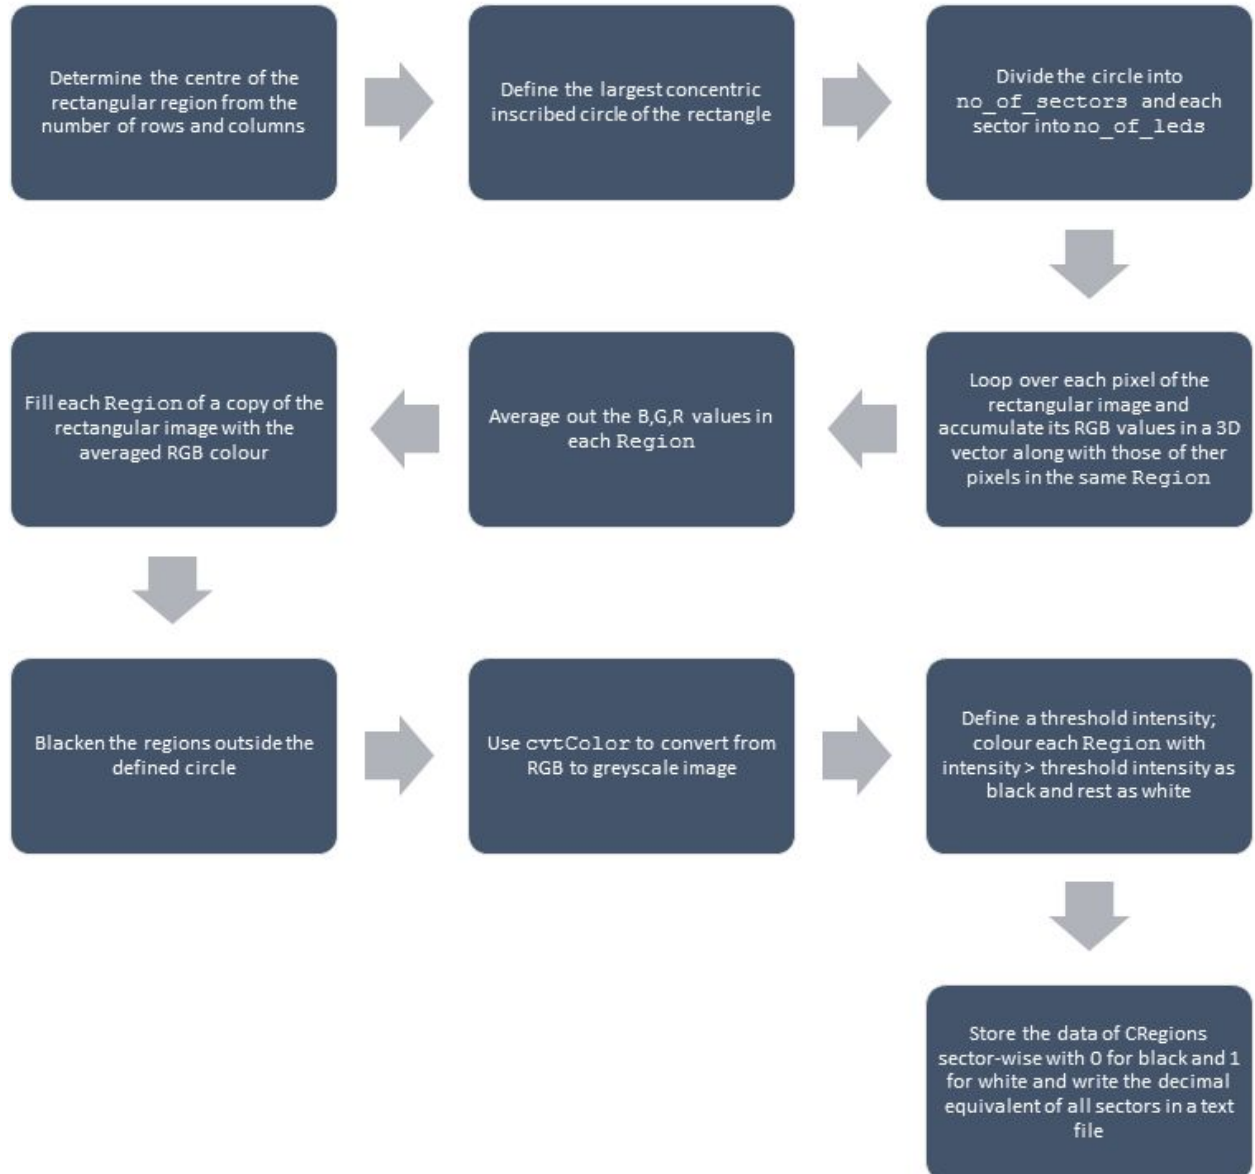 Determine the centre of the
rectangular region from the
number of rows and columns
Define the largest concentric
inscribed circle of the rectangle
Divide the circle into
no_of_sectors and each
sector into no_of_leds
Loop over each pixel of the
rectangular image and
accumulate its RGB values in a 3D
vector along with those of ther
pixels in the same Region
Average out the B,G,R values in
each Region
Fill each Region of a copy of the
rectangular image with the
averaged RGB colour
Blacken the regions outside the
defined circle
Use cvtColor to convert from
RGB to greyscale image
Define a threshold intensity;
colour each Region with
intensity > threshold intensity as
black and rest as white
Store the data of CRegions
sector-wise with 0 for black and 1
for white and write the decimal
equivalent of all sectors in a text
file